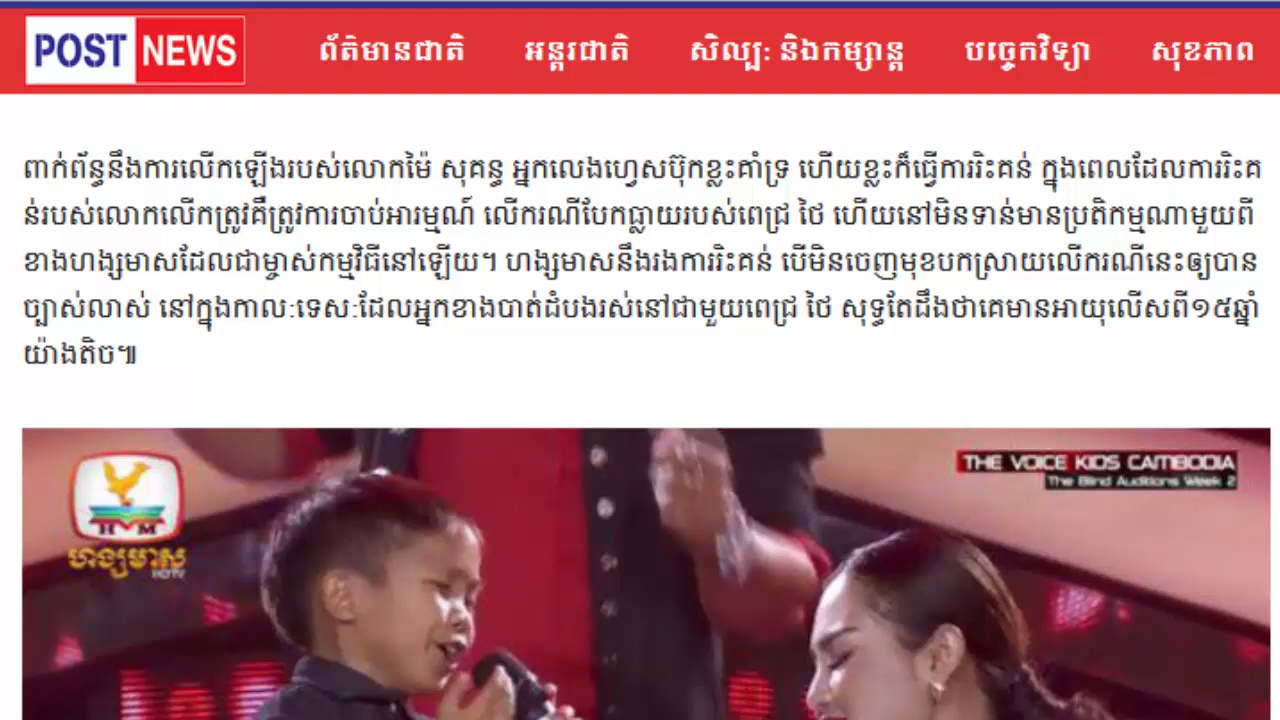 POST NEWS
ព័ត៌មានជាតិ អន្តរជាតិ សិល្បៈ និងកម្សាន្ត បច្ចេកវិទ្យា សុខភាព
ពាក់ព័ន្ធនឹងការលើកឡើងរបស់លោកម៉ៃ សុគន្ធ អ្នកលេងហ្វេសប៊ុកខ្លះគាំទ្រ ហើយខ្លះក៏ធ្វើការរិះគន់ ក្នុងពេលដែលការរិះគ
ន់របស់លោកលើកត្រូវគឺត្រូវការចាប់អារម្មណ៍ លើករណីបែកធ្លាយរបស់ពេជ្រ ថៃ ហើយនៅមិនទាន់មានប្រតិកម្មណាមួយពី
ខាងហង្សមាសដែលជាម្ចាស់កម្មវិធីនៅឡើយ។ ហង្សមាសនឹងរងការរិះគន់ បើមិនចេញមុខបកស្រាយលើករណីនេះឲ្យបាន
ច្បាស់លាស់ នៅក្នុងកាលៈទេសៈដែលអ្នកខាងបាត់ដំបងរស់នៅជាមួយពេជ្រ ថៃ សុទ្ធតែដឹងថាគេមានអាយុលើសពី១៥ឆ្នាំ
យ៉ាងតិច៕
THE VOICE KIDS CAMBODIA
The Blind Auditions Week 2
HM
ហង្សមាស
HDTV